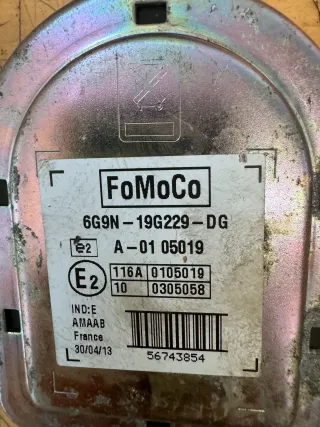 FoMoCo
6G9N-19G229-DG
e2 A-01 05019
E2 116A 0105019
10 0305058
IND:E
AMAAB
France
30/04/13
56743854